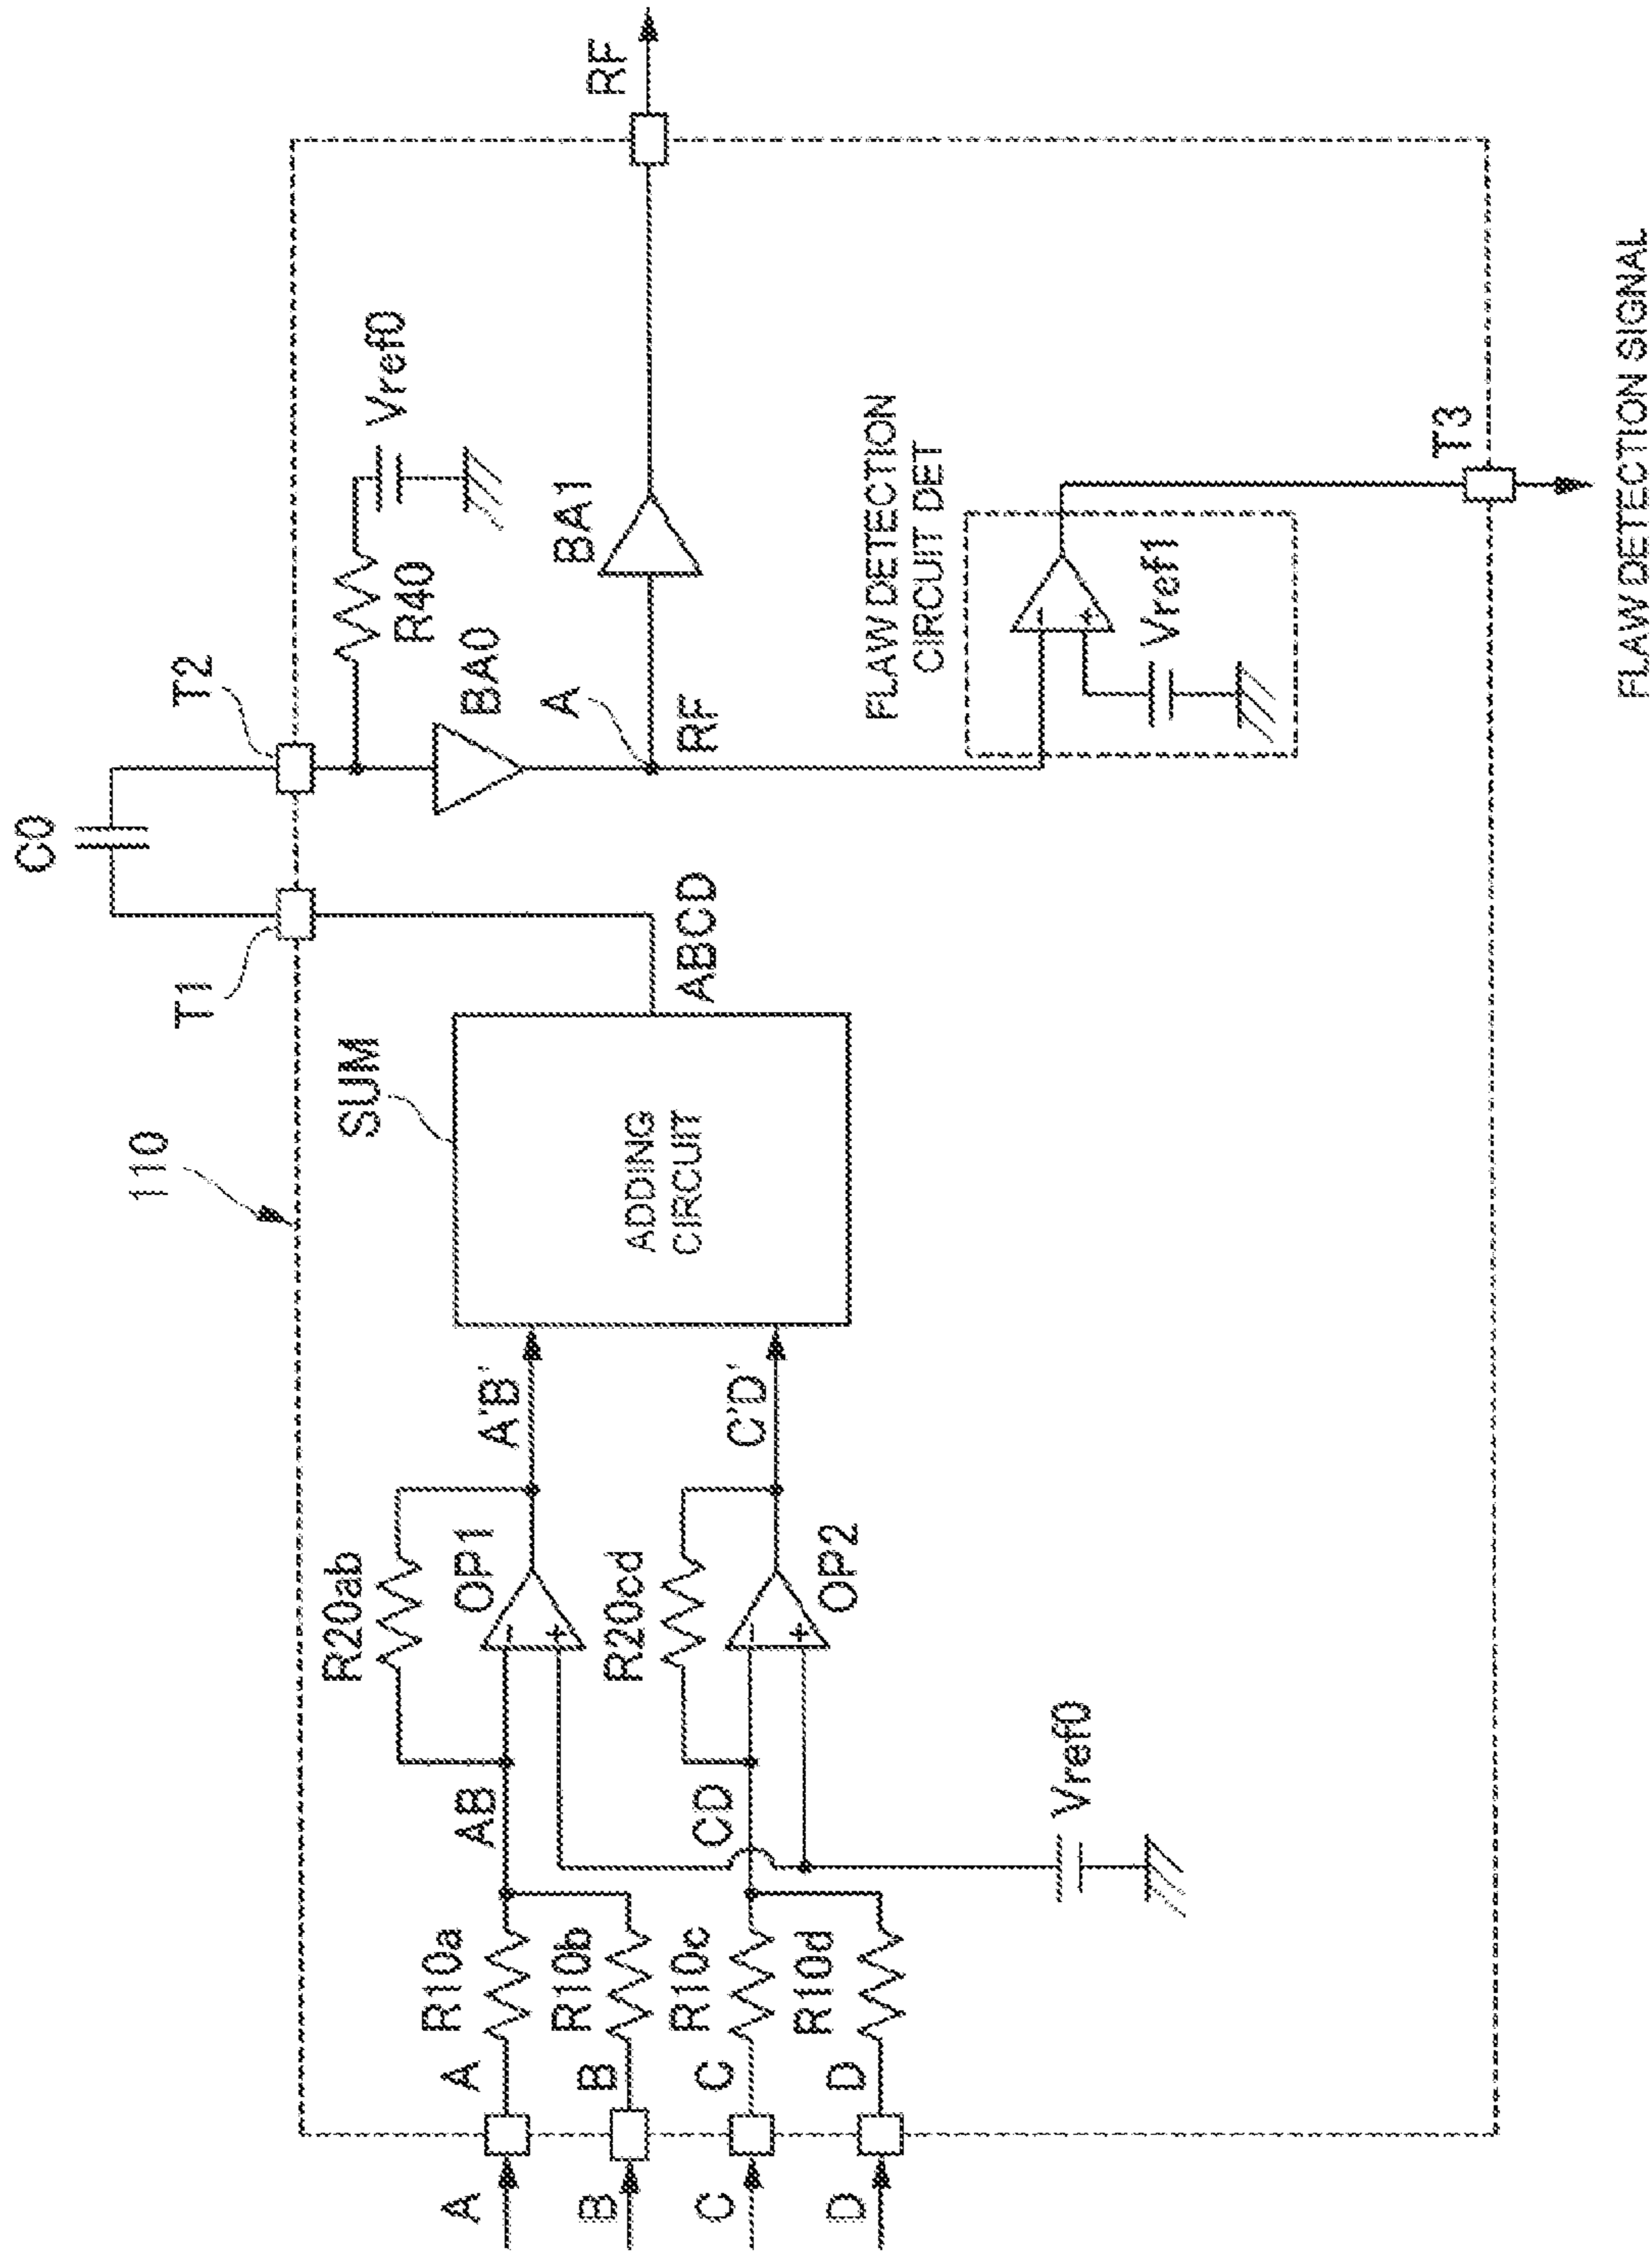 110
T1
C0
T2
SUM
R40
Vref0
BA0
A
RF
BA1
RF
ADDING
CIRCUIT
ABCD
A
A
R10a
AB
R20ab
OP1
-
+
A'B'
B
B
R10b
C
C
R10c
CD
R20cd
OP2
-
+
C'D'
D
D
R10d
Vref0
FLAW DETECTION
CIRCUIT DET
-
+
Vref1
T3
FLAW DETECTION SIGNAL